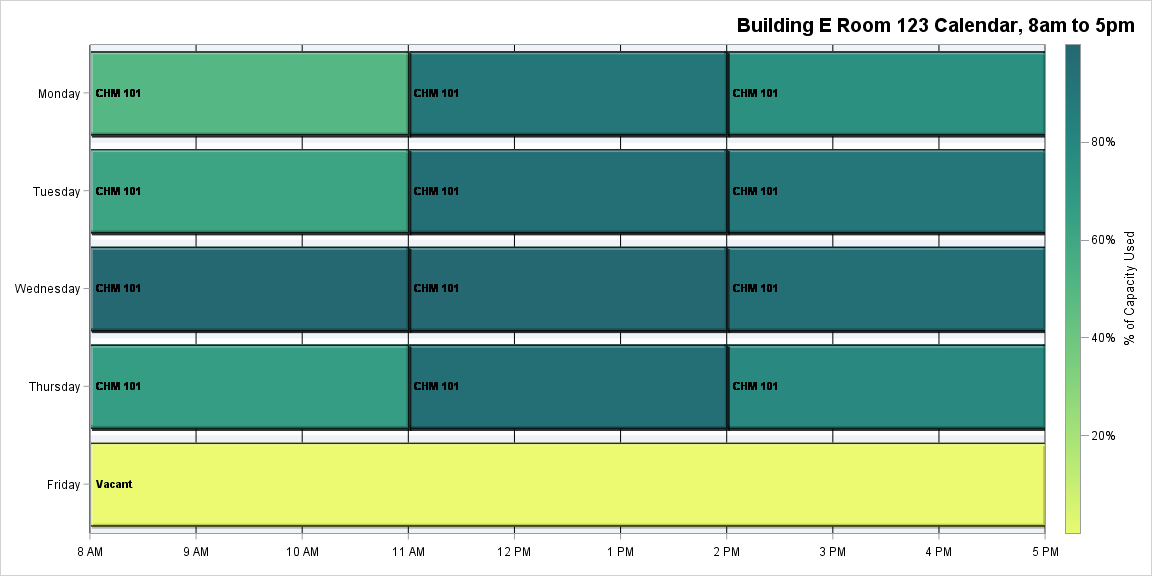 Building E Room 123 Calendar, 8am to 5pm
Monday
CHM 101
CHM 101
CHM 101
Tuesday
CHM 101
CHM 101
CHM 101
Wednesday
CHM 101
CHM 101
CHM 101
Thursday
CHM 101
CHM 101
CHM 101
Friday
Vacant
8 AM
9 AM
10 AM
11 AM
12 PM
1 PM
2 PM
3 PM
4 PM
5 PM
80%
60%
40%
20%
% of Capacity Used